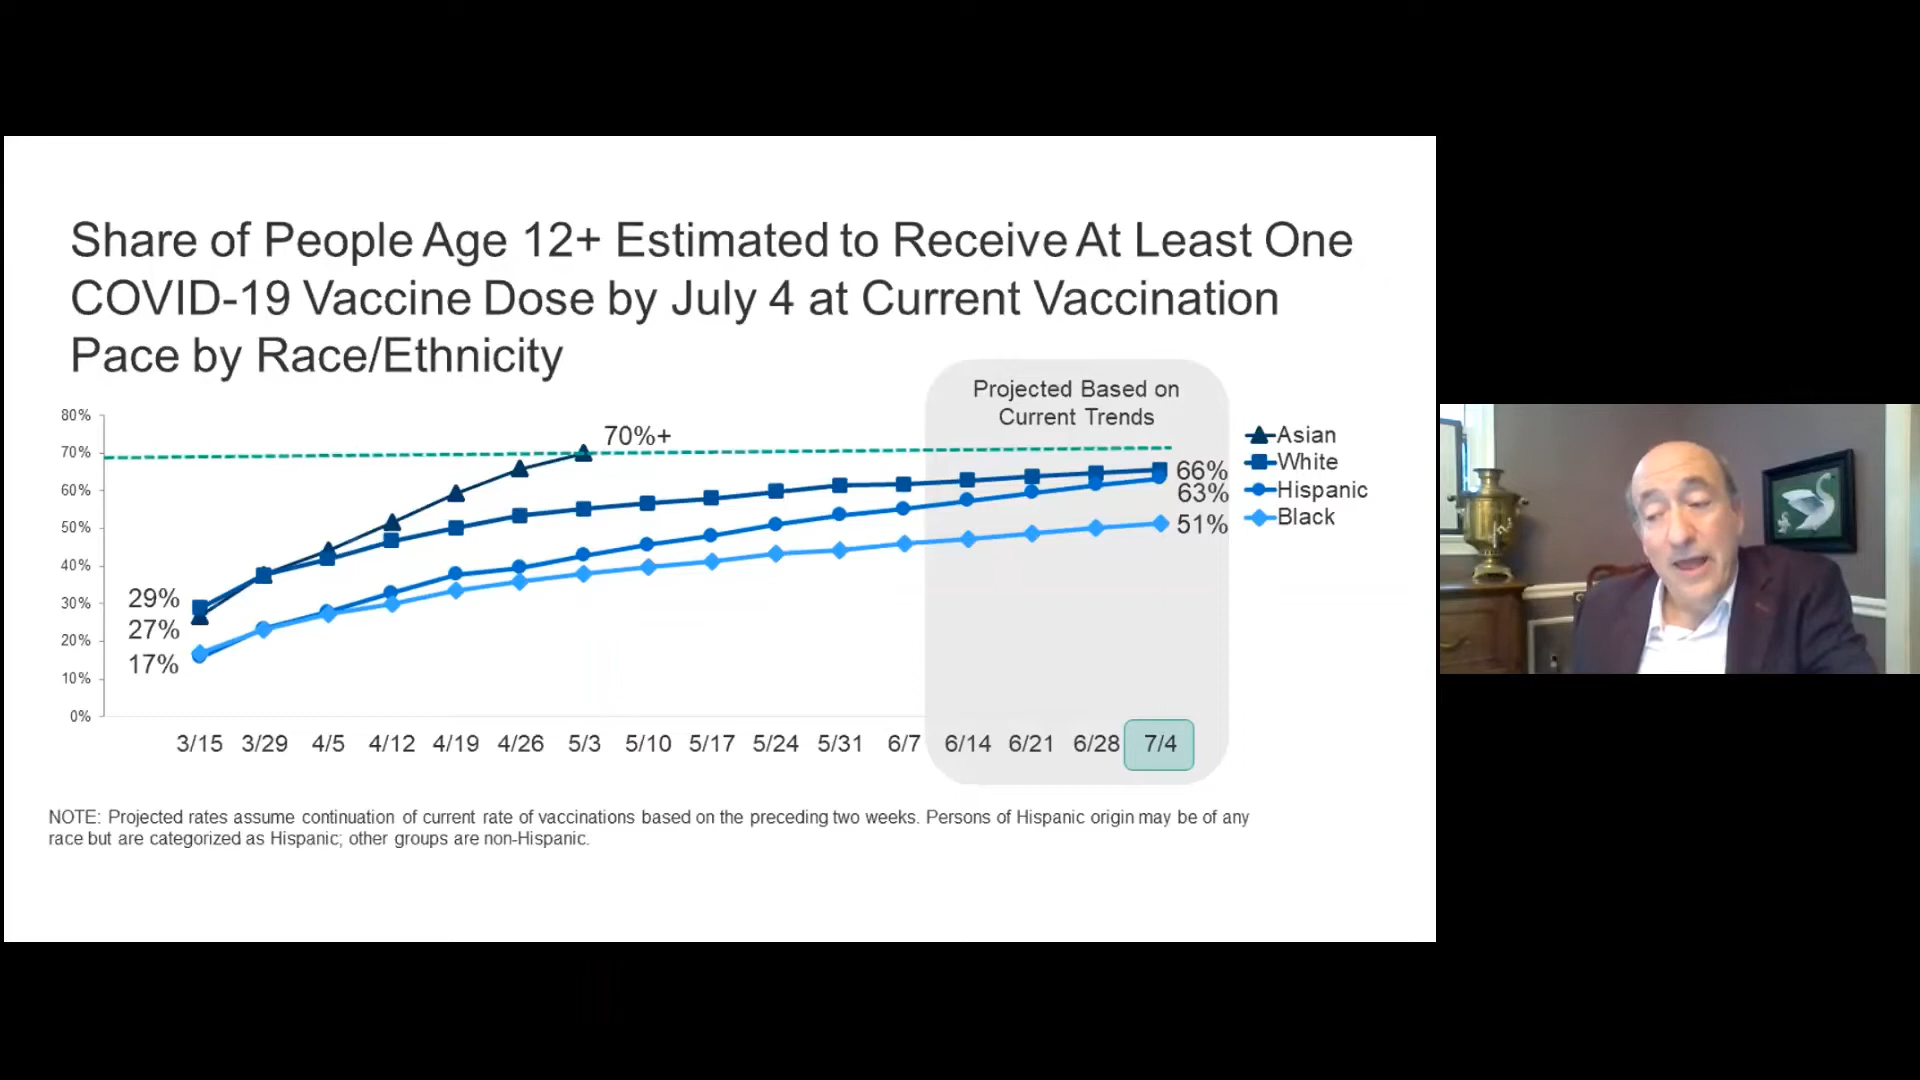 Share of People Age 12+ Estimated to Receive At Least One
COVID-19 Vaccine Dose by July 4 at Current Vaccination
Pace by Race/Ethnicity
Projected Based on
Current Trends
80%
70%
60%
50%
40%
30%
20%
10%
0%
29%
27%
17%
70%+
66%
63%
51%
Asian
White
Hispanic
Black
3/15 3/29 4/5 4/12 4/19 4/26 5/3 5/10 5/17 5/24 5/31 6/7 6/14 6/21 6/28 7/4
NOTE: Projected rates assume continuation of current rate of vaccinations based on the preceding two weeks. Persons of Hispanic origin may be of any
race but are categorized as Hispanic; other groups are non-Hispanic.